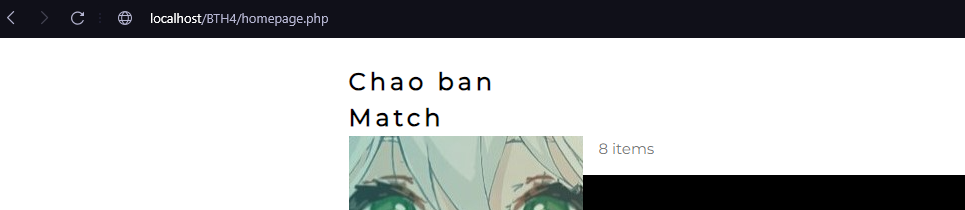 localhost/BTH4/homepage.php
Chao ban
Match
8 items